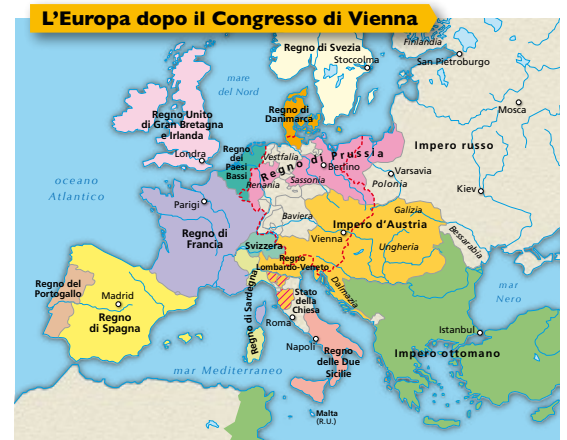 L'Europa dopo il Congresso di Vienna
Finlandia
Regno di Svezia
Stoccolma
San Pietroburgo
mare
del Nord
Mosca
Regno di
Danimarca
Regno Unito
di Gran Bretagna
e Irlanda
Londra
Regno
dei
Paesi
Bassi
Vestfalia
Regno di Prussia
Berlino
Impero russo
Renania
Sassonia
Varsavia
Polonia
Kiev
oceano
Atlantico
Parigi
Baviera
Galizia
Impero d'Austria
Vienna
Ungheria
Bessarabia
Regno di
Francia
Svizzera
Regno
Lombardo-Veneto
Dalmazia
mar
Nero
Regno del
Portogallo
Madrid
Regno
di Spagna
Regno di Sardegna
Stato
della
Chiesa
Roma
Istanbul
Napoli
Regno
delle Due
Sicilie
Impero ottomano
mar Mediterraneo
Malta
(R.U.)